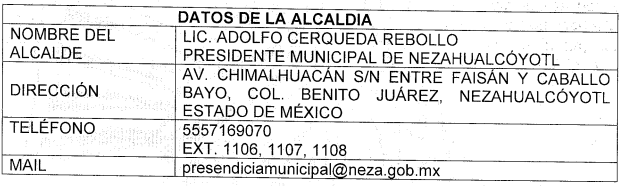 DATOS DE LA ALCALDIA
NOMBRE DEL ALCALDE
LIC. ADOLFO CERQUEDA REBOLLO
PRESIDENTE MUNICIPAL DE NEZAHUALCÓYOTL
DIRECCIÓN
AV. CHIMALHUACÁN S/N ENTRE FAISÁN Y CABALLO
BAYO, COL. BENITO JUÁREZ, NEZAHUALCÓYOTL
ESTADO DE MÉXICO
TELÉFONO
5557169070
EXT. 1106, 1107, 1108
MAIL
presendiciamunicipal@neza.gob.mx